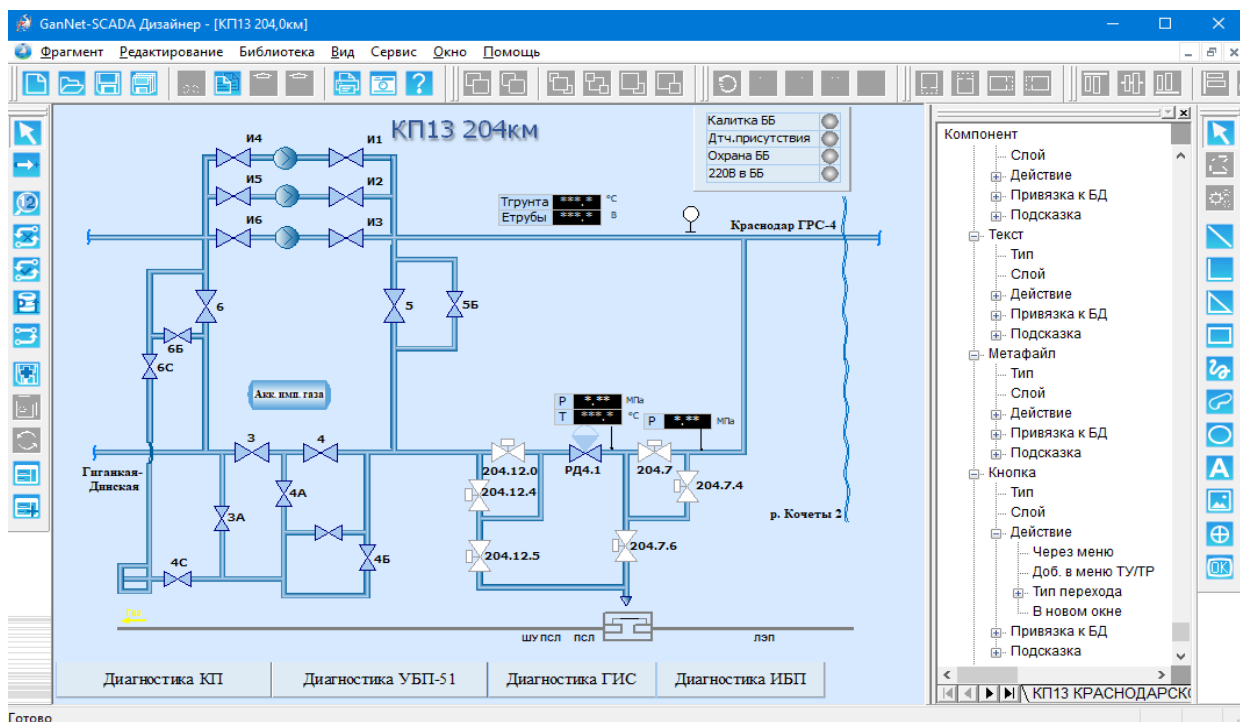 GanNet-SCADA Дизайнер - [КП13 204,0км]
Фрагмент Редактирование Библиотека Вид Сервис Окно Помощь
КП13 204км
Калитка ББ
Дтч.присутствия
Охрана ББ
220В в ББ
И4 И1
И5 И2
И6 И3
Tгрунта ***.* °C
Eтрубы ***.* В
Краснодар ГРС-4
6 5 5Б
6Б
6С
Акк. имп. газа
P *.** МПа
T ***.* °C
P *.** МПа
3 4
204.12.0 РД4.1 204.7
Гиганкая-
Динская
204.12.4 204.7.4
4А
3А
р. Кочеты 2
204.12.5 204.7.6
4Б
4С
Газ
ШУ ПСЛ ПСЛ ЛЭП
Диагностика КП Диагностика УБП-51 Диагностика ГИС Диагностика ИБП
Компонент
Слой
Действие
Привязка к БД
Подсказка
Текст
Тип
Слой
Действие
Привязка к БД
Подсказка
Метафайл
Тип
Слой
Действие
Привязка к БД
Подсказка
Кнопка
Тип
Слой
Действие
Через меню
Доб. в меню ТУ/ТР
Тип перехода
В новом окне
Привязка к БД
Подсказка
КП13 КРАСНОДАРСК
12
A
OK
Готово